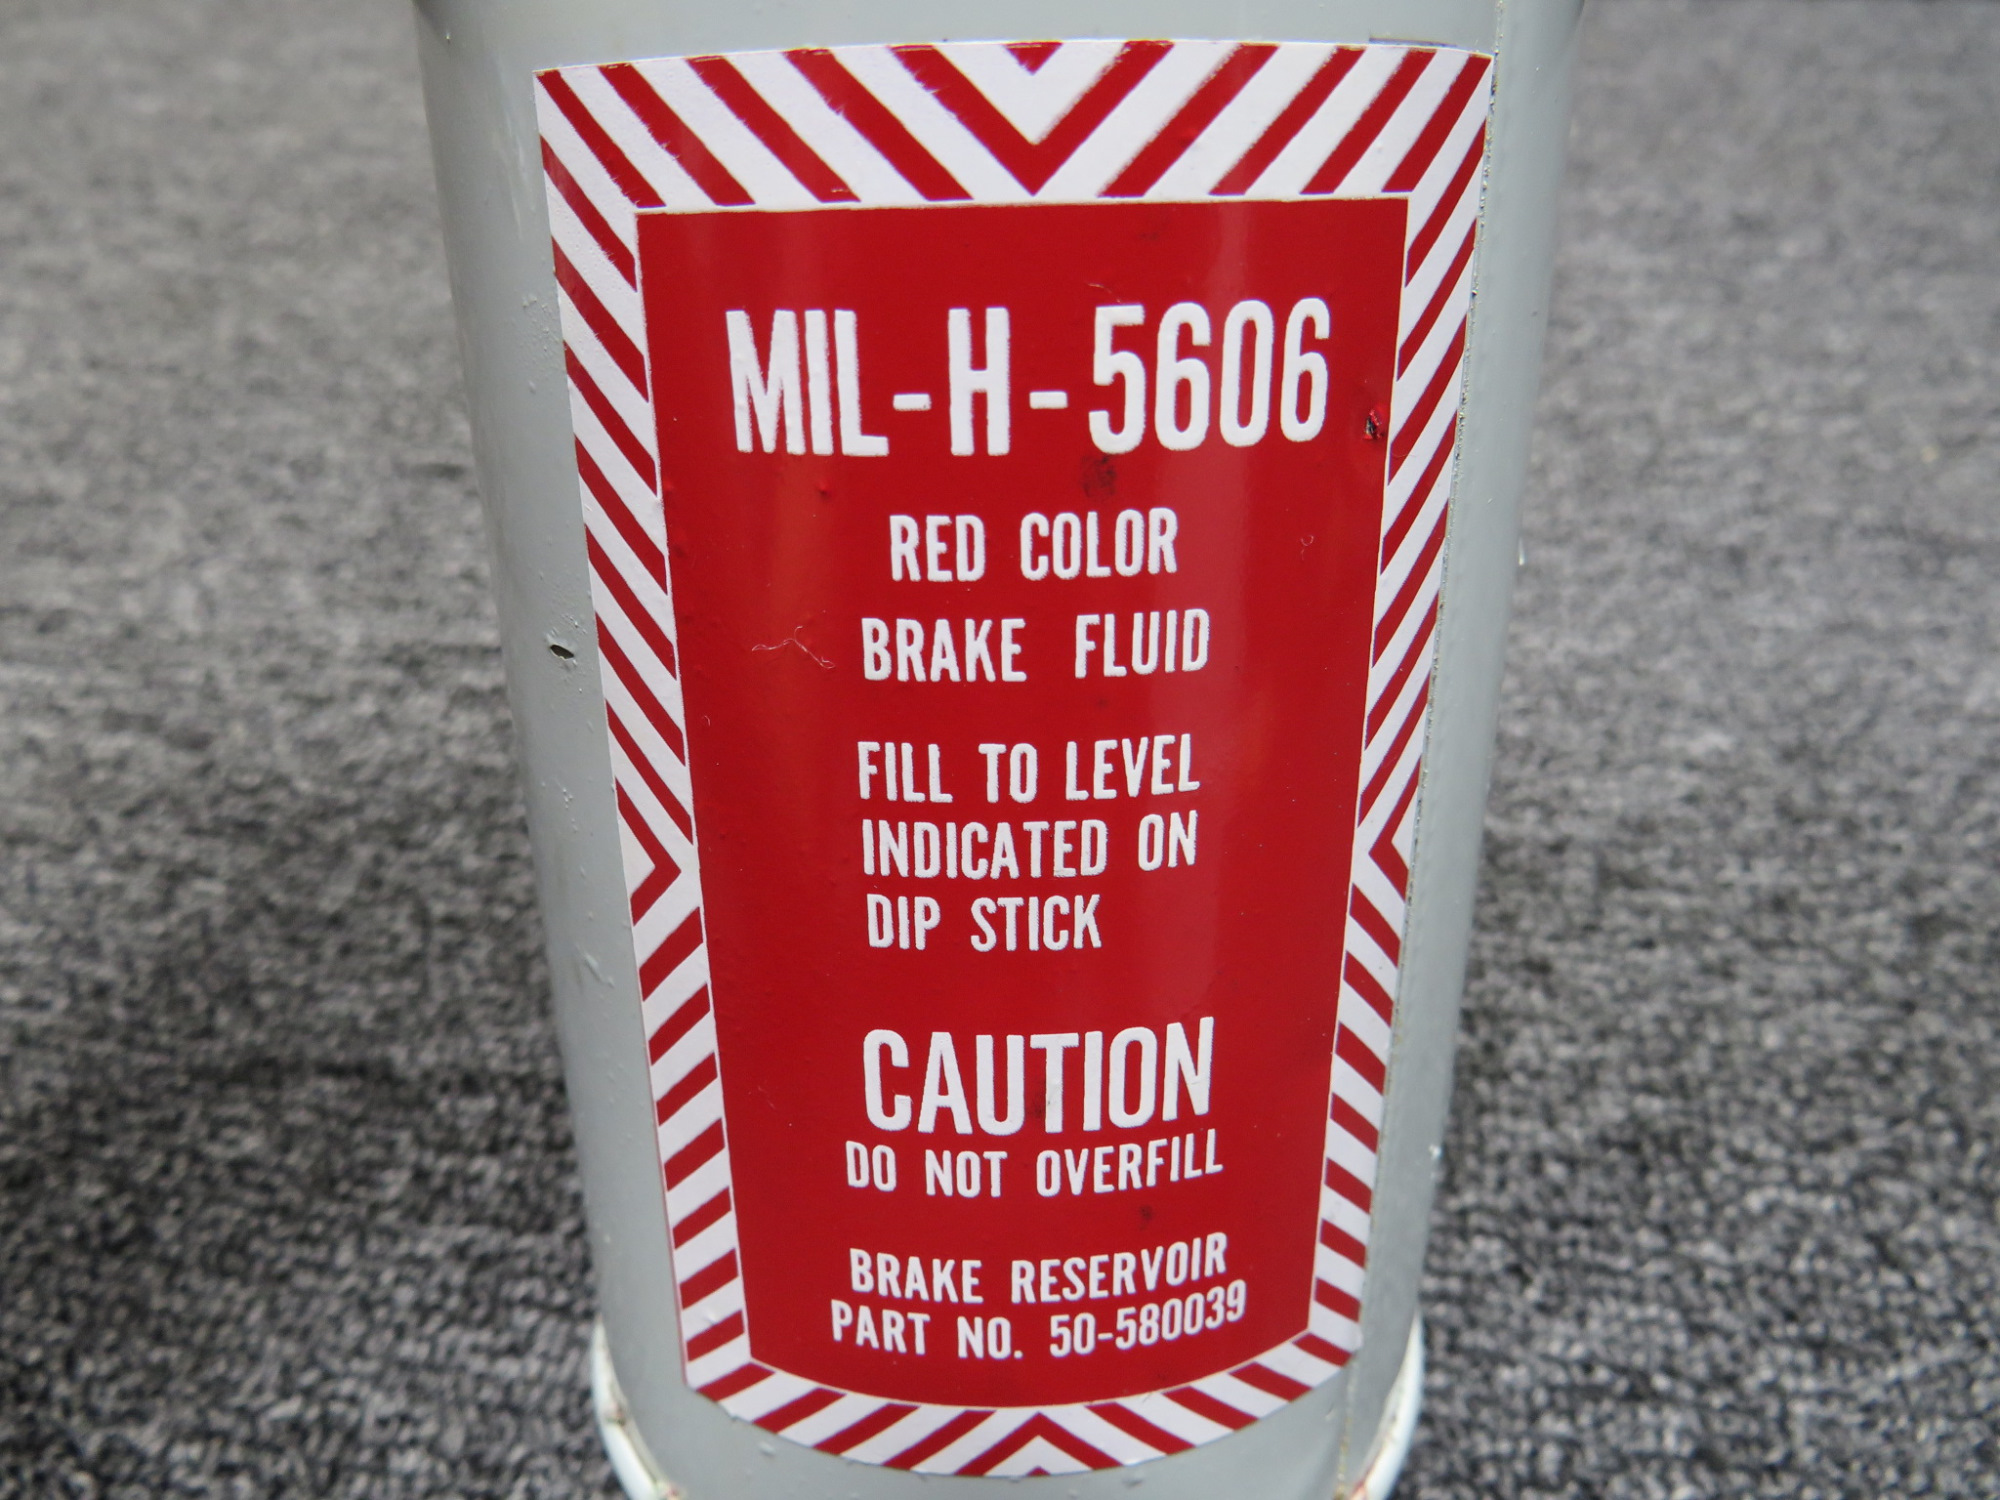 MIL-H-5606
RED COLOR
BRAKE FLUID
FILL TO LEVEL
INDICATED ON
DIP STICK
CAUTION
DO NOT OVERFILL
BRAKE RESERVOIR
PART NO. 50-580039